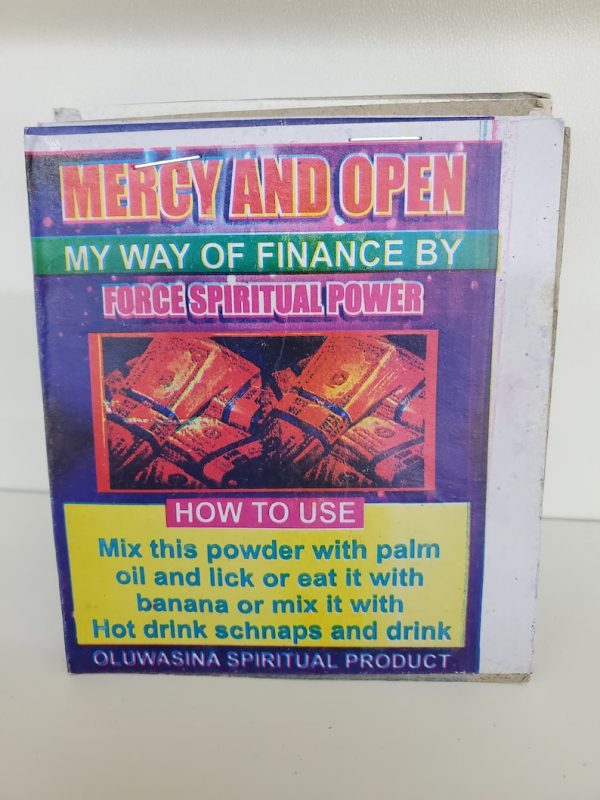 MERCY AND OPEN
MY WAY OF FINANCE BY
FORCE SPIRITUAL POWER
HOW TO USE
Mix this powder with palm
oil and lick or eat it with
banana or mix it with
Hot drink schnaps and drink
OLUWASINA SPIRITUAL PRODUCT